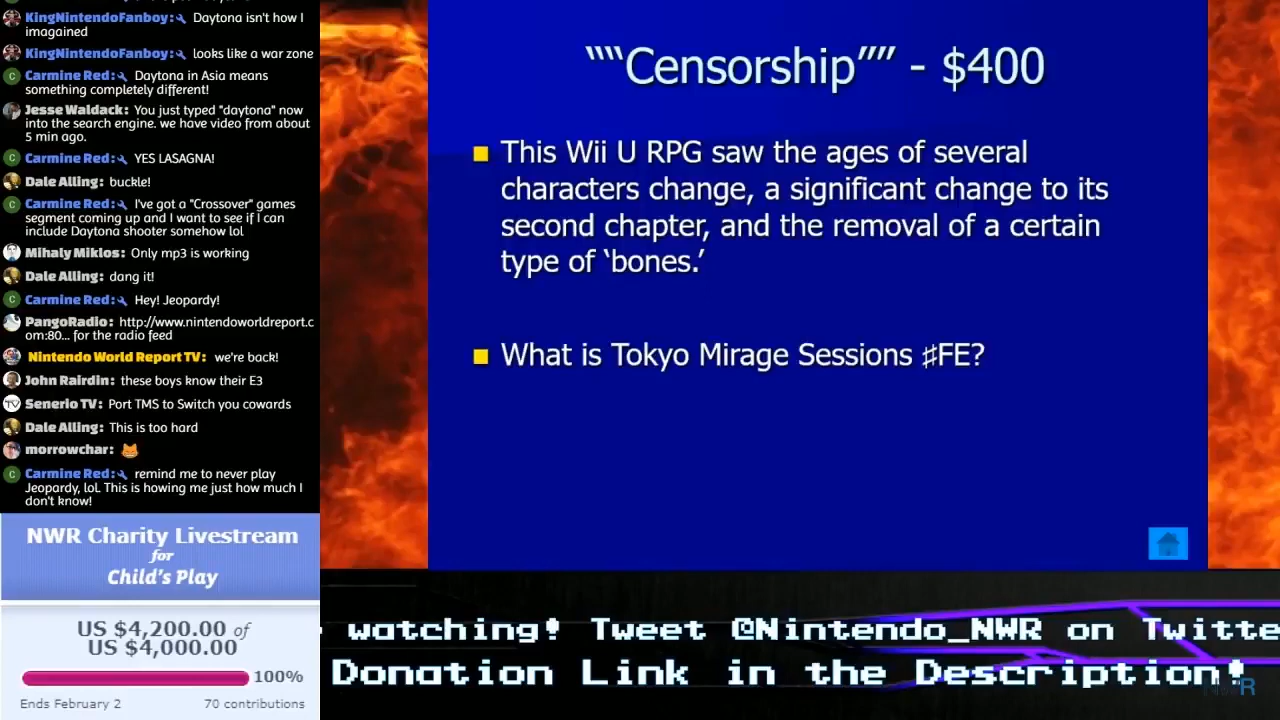 KingNintendoFanboy: Daytona isn't how I
imagained
KingNintendoFanboy: looks like a war zone
Carmine Red: Daytona in Asia means
something completely different!
Jesse Waldack: You just typed "daytona" now
into the search engine. we have video from about
5 min ago.
Carmine Red: YES LASAGNA!
Dale Alling: buckle!
Carmine Red: I've got a "Crossover" games
segment coming up and I want to see if I can
include Daytona shooter somehow lol
Mihaly Miklos: Only mp3 is working
Dale Alling: dang it!
Carmine Red: Hey! Jeopardy!
PangoRadio: http://www.nintendoworldreport.c
om:80... for the radio feed
Nintendo World Report TV: we're back!
John Rairdin: these boys know their E3
Senerio TV: Port TMS to Switch you cowards
Dale Alling: This is too hard
morrowchar:
Carmine Red: remind me to never play
Jeopardy, lol. This is howing me just how much I
don't know!
NWR Charity Livestream
for
Child's Play
US $4,200.00 of
US $4,000.00
100%
Ends February 2 70 contributions
""Censorship"" - $400
This Wii U RPG saw the ages of several
characters change, a significant change to its
second chapter, and the removal of a certain
type of ‘bones.’
What is Tokyo Mirage Sessions ♯FE?
watching! Tweet @Nintendo_NWR on Twitte
Donation Link in the Description!
NWR